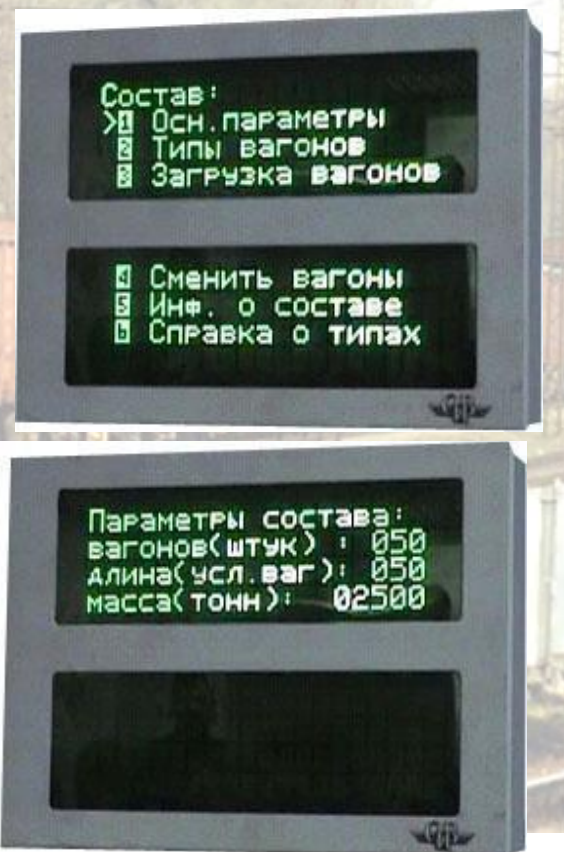 Состав:
>1 Осн.параметры
2 Типы вагонов
3 Загрузка вагонов
4 Сменить вагоны
5 Инф. о составе
6 Справка о типах
Параметры состава:
вагонов(штук) : 050
длина(усл.ваг): 050
масса(тонн): 02500